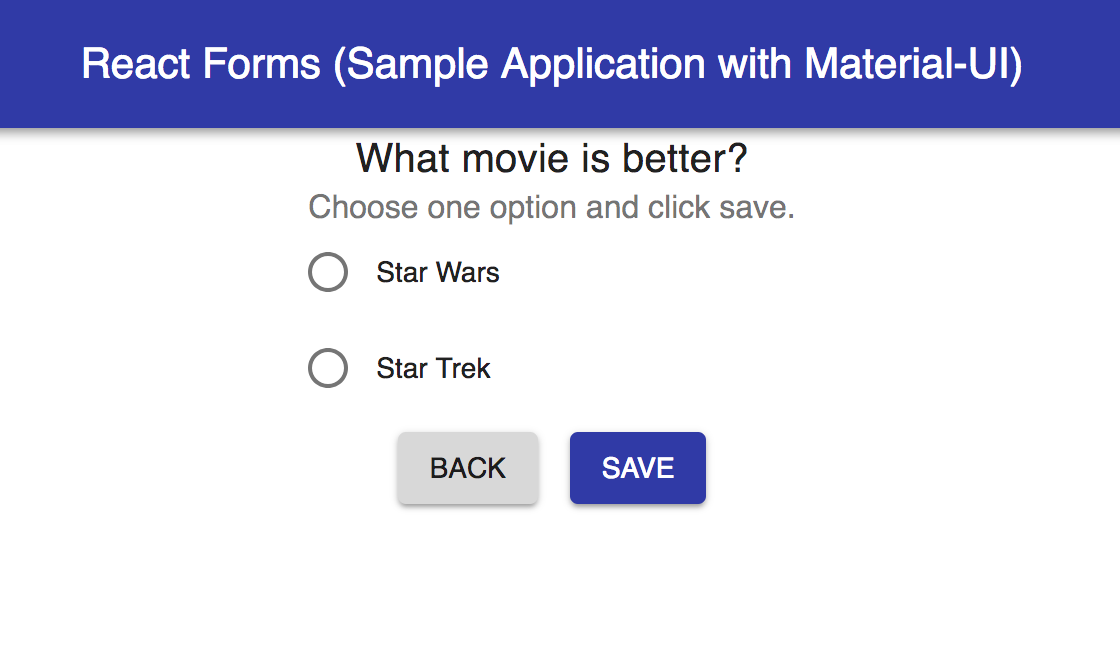 React Forms (Sample Application with Material-UI)
What movie is better?
Choose one option and click save.
Star Wars
Star Trek
BACK SAVE